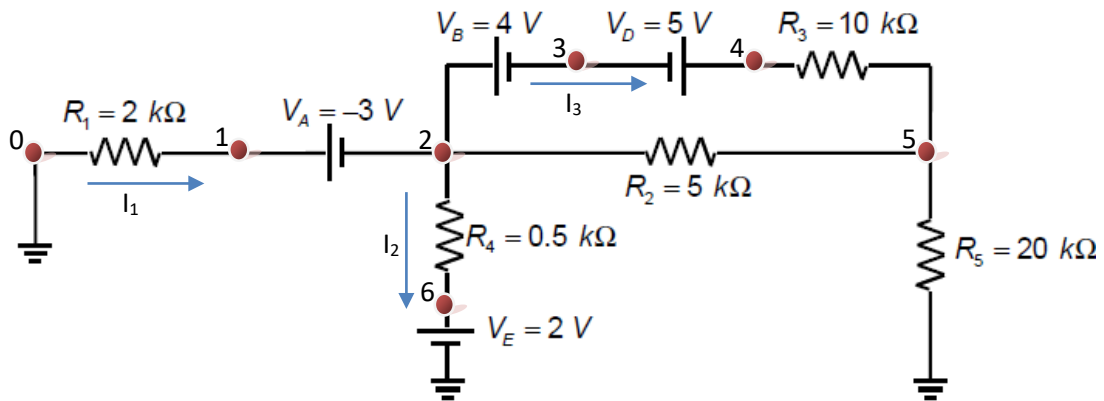 V_B = 4 V
3
V_D = 5 V
4
R_3 = 10 kΩ
I_3
0
R_1 = 2 kΩ
1
V_A = –3 V
2
5
I_1
R_2 = 5 kΩ
I_2
R_4 = 0.5 kΩ
R_5 = 20 kΩ
6
V_E = 2 V